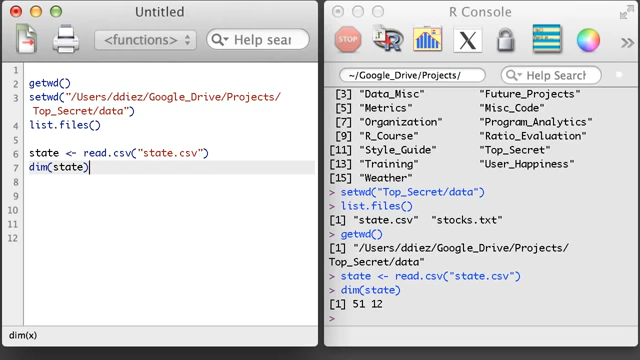 Untitled
<functions>
Help sear
1
2 getwd()
3 setwd("/Users/ddiez/Google_Drive/Projects/
Top_Secret/data")
4 list.files()
5
6 state <- read.csv("state.csv")
7 dim(state)
8
9
10
11
12
dim(x)
R Console
STOP
R
X
~/Google_Drive/Projects/
Help Search
[3] "Data_Misc" "Future_Projects"
[5] "Metrics" "Misc_Code"
[7] "Organization" "Program_Analytics"
[9] "R_Course" "Ratio_Evaluation"
[11] "Style_Guide" "Top_Secret"
[13] "Training" "User_Happiness"
[15] "Weather"
> setwd("Top_Secret/data")
> list.files()
[1] "state.csv" "stocks.txt"
> getwd()
[1] "/Users/ddiez/Google_Drive/Projects/
Top_Secret/data"
> state <- read.csv("state.csv")
> dim(state)
[1] 51 12
>